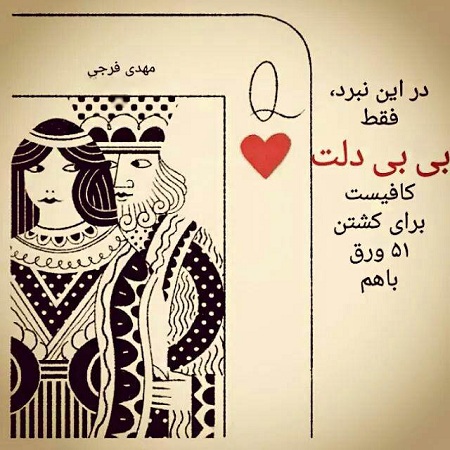 مهدی فرجی
Q
در این نبرد،
فقط
بی بی دلت
کافیست
برای کشتن
۵۱ ورق
باهم